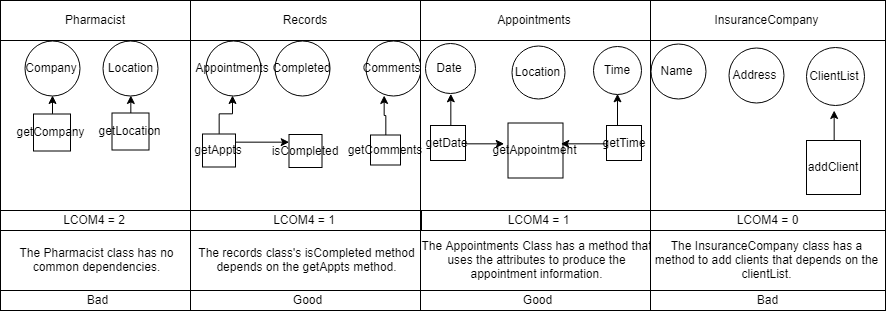 Pharmacist
Records
Appointments
InsuranceCompany
Company
Location
Appointments
Completed
Comments
Date
Location
Time
Name
Address
ClientList
getCompany
getLocation
getAppts
isCompleted
getComments
getDate
getAppointment
getTime
addClient
LCOM4 = 2
LCOM4 = 1
LCOM4 = 1
LCOM4 = 0
The Pharmacist class has no
common dependencies.
The records class's isCompleted method
depends on the getAppts method.
The Appointments Class has a method that
uses the attributes to produce the
appointment information.
The InsuranceCompany class has a
method to add clients that depends on the
clientList.
Bad
Good
Good
Bad